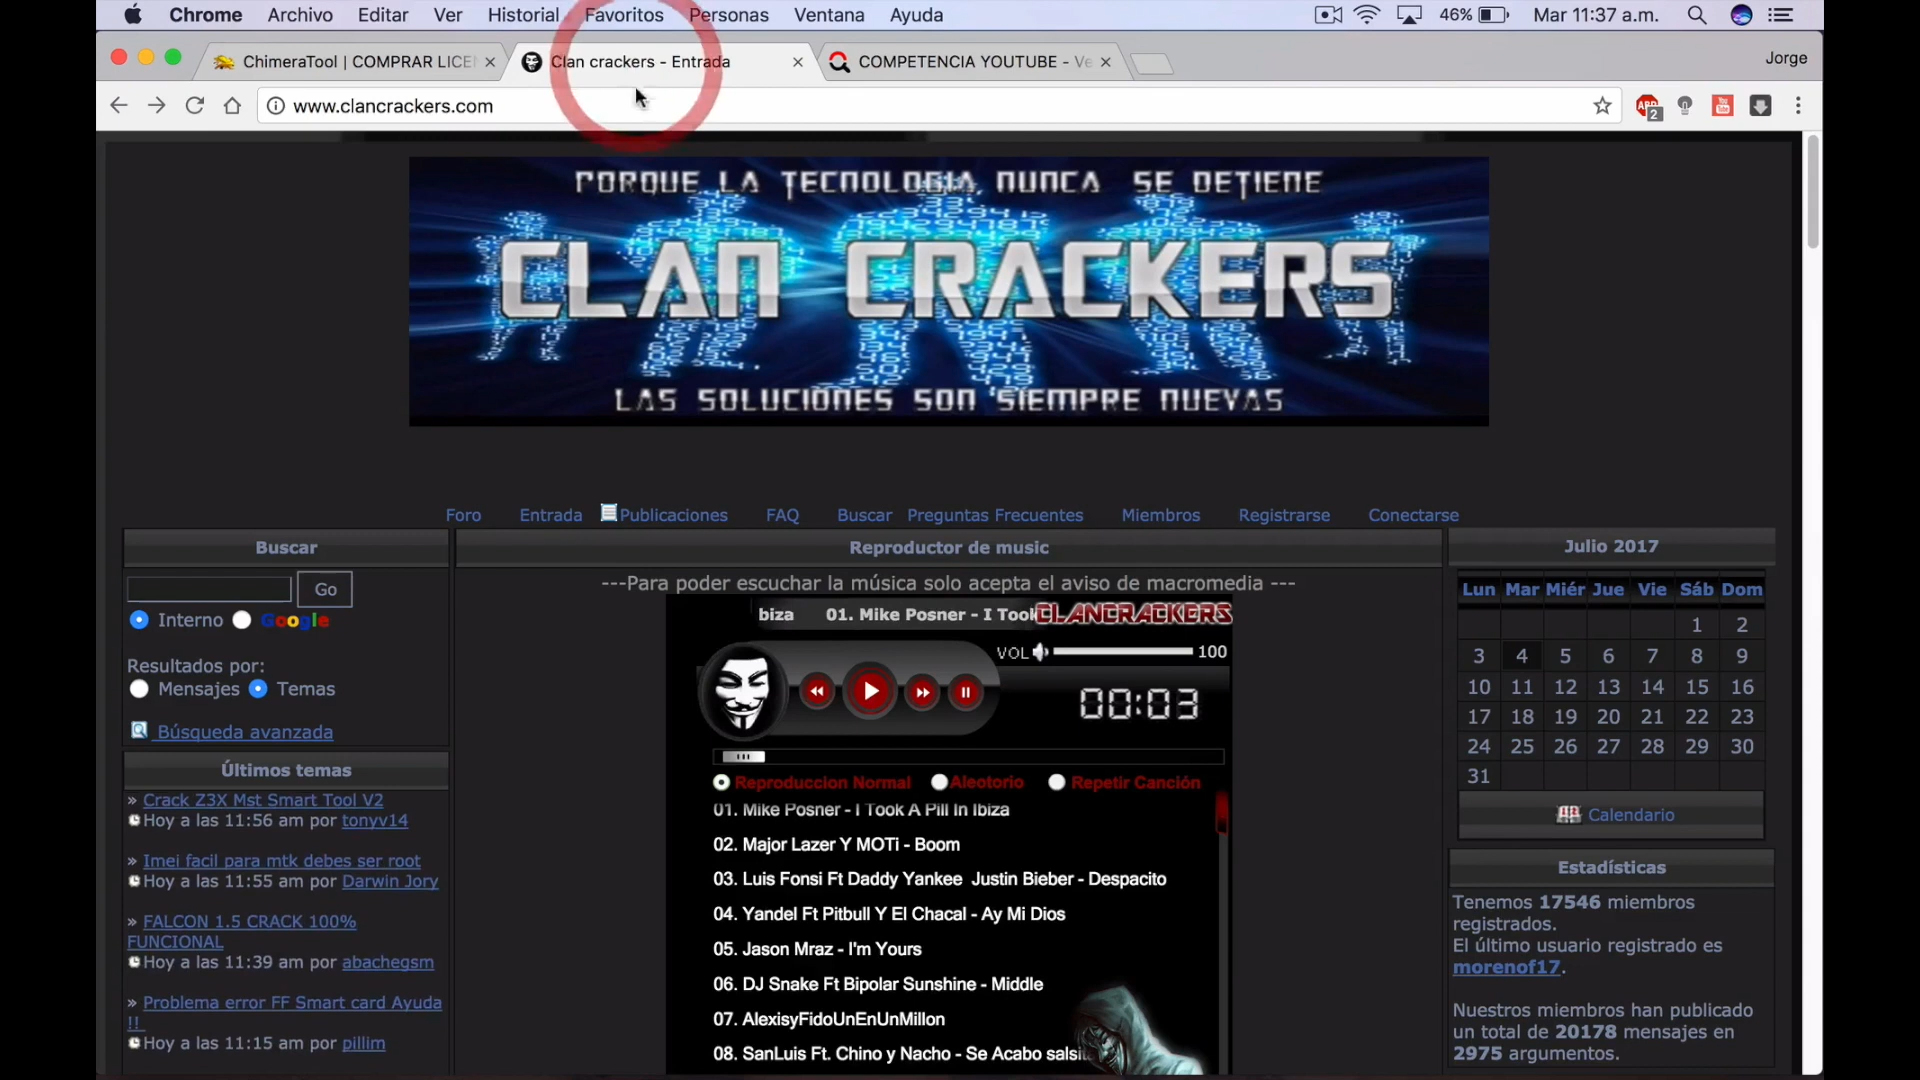 Chrome Archivo Editar Ver Historial Favoritos Personas Ventana Ayuda 46% Mar 11:37 a.m.
ChimeraTool | COMPRAR LICEN Clan crackers - Entrada COMPETENCIA YOUTUBE - Ve Jorge
www.clancrackers.com ABP 2
PORQUE LA TECNOLOGIA NUNCA SE DETIENE
CLAN CRACKERS
LAS SOLUCIONES SON SIEMPRE NUEVAS
Foro Entrada Publicaciones FAQ Buscar Preguntas Frecuentes Miembros Registrarse Conectarse
Buscar
Go
Interno Google
Resultados por:
Mensajes Temas
Búsqueda avanzada
Últimos temas
» Crack Z3X Mst Smart Tool V2
Hoy a las 11:56 am por tonyv14
» Imei facil para mtk debes ser root
Hoy a las 11:55 am por Darwin Jory
» FALCON 1.5 CRACK 100%
FUNCIONAL
Hoy a las 11:39 am por abachegsm
» Problema error FF Smart card Ayuda
!!
Hoy a las 11:15 am por pillim
Reproductor de music
---Para poder escuchar la música solo acepta el aviso de macromedia ---
biza 01. Mike Posner - I Took CLANCRACKERS
VOL 100
00:03
Reproduccion Normal Aleotorio Repetir Canción
01. Mike Posner - I Took A Pill In Ibiza
02. Major Lazer Y MOTi - Boom
03. Luis Fonsi Ft Daddy Yankee Justin Bieber - Despacito
04. Yandel Ft Pitbull Y El Chacal - Ay Mi Dios
05. Jason Mraz - I'm Yours
06. DJ Snake Ft Bipolar Sunshine - Middle
07. AlexisyFidoUnEnUnMillon
08. SanLuis Ft. Chino y Nacho - Se Acabo salsit
Julio 2017
Lun Mar Miér Jue Vie Sáb Dom
1 2
3 4 5 6 7 8 9
10 11 12 13 14 15 16
17 18 19 20 21 22 23
24 25 26 27 28 29 30
31
Calendario
Estadísticas
Tenemos 17546 miembros
registrados.
El último usuario registrado es
morenof17.
Nuestros miembros han publicado
un total de 20178 mensajes en
2975 argumentos.